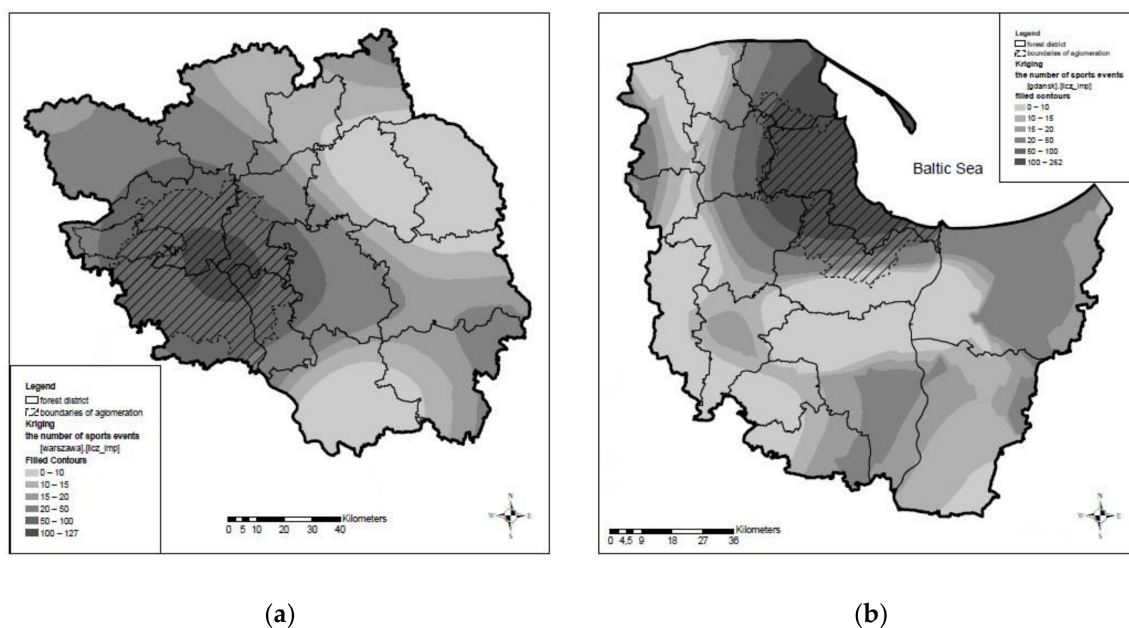 Legend
forest district
boundaries of aglomeration
Kriging
the number of sports events
[warszawa].[licz_imp]
Filled Contours
0 – 10
10 – 15
15 – 20
20 – 50
50 – 100
100 – 127
Kilometers
0 5 10 20 30 40
N
W E
S
(a)
Legend
forest district
boundaries of aglomeration
Kriging
the number of sports events
[gdansk].[licz_imp]
filled contours
0 – 10
10 – 15
15 – 20
20 – 50
50 – 100
100 – 262
Baltic Sea
Kilometers
0 4,5 9 18 27 36
N
W E
S
(b)